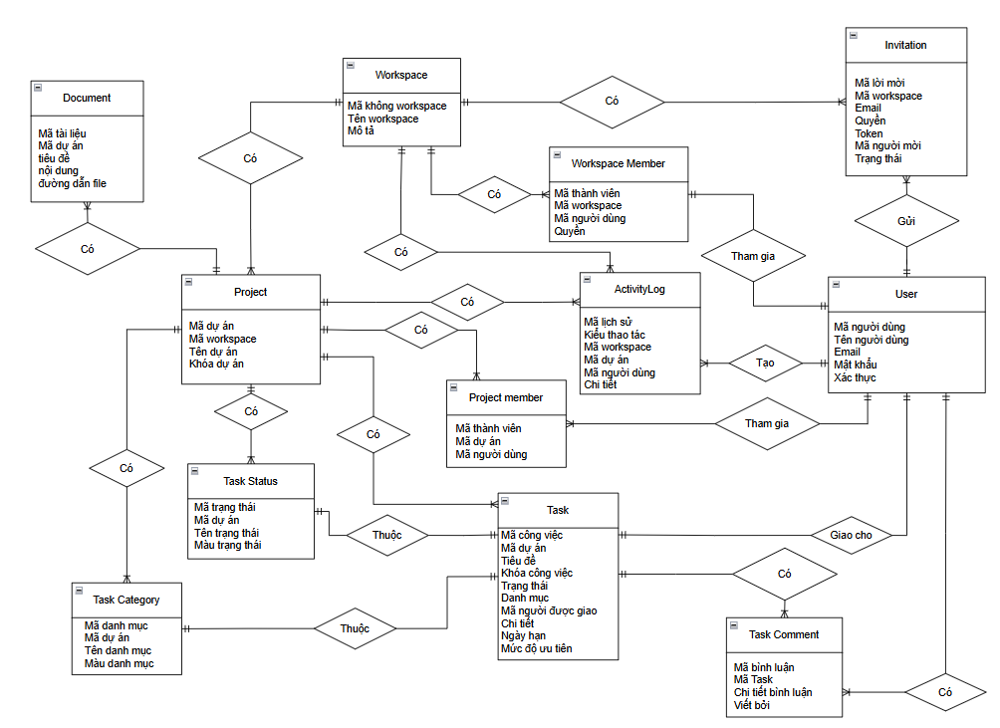 Invitation
Mã lời mời
Mã workspace
Email
Quyền
Token
Mã người mời
Trạng thái
Workspace
Mã không workspace
Tên workspace
Mô tả
Có
Document
Mã tài liệu
Mã dự án
tiêu đề
nội dung
đường dẫn file
Có
Workspace Member
Mã thành viên
Mã workspace
Mã người dùng
Quyền
Có
Gửi
Có
Có
Tham gia
Project
Mã dự án
Mã workspace
Tên dự án
Khóa dự án
Có
Có
ActivityLog
Mã lịch sử
Kiểu thao tác
Mã workspace
Mã dự án
Mã người dùng
Chi tiết
User
Mã người dùng
Tên người dùng
Email
Mật khẩu
Xác thực
Tạo
Project member
Mã thành viên
Mã dự án
Mã người dùng
Có
Có
Tham gia
Có
Task Status
Mã trạng thái
Mã dự án
Tên trạng thái
Màu trạng thái
Task
Mã công việc
Mã dự án
Tiêu đề
Khóa công việc
Trạng thái
Danh mục
Mã người được giao
Chi tiết
Ngày hạn
Mức độ ưu tiên
Thuộc
Giao cho
Có
Task Category
Mã danh mục
Mã dự án
Tên danh mục
Màu danh mục
Thuộc
Task Comment
Mã bình luận
Mã Task
Chi tiết bình luận
Viết bởi
Có